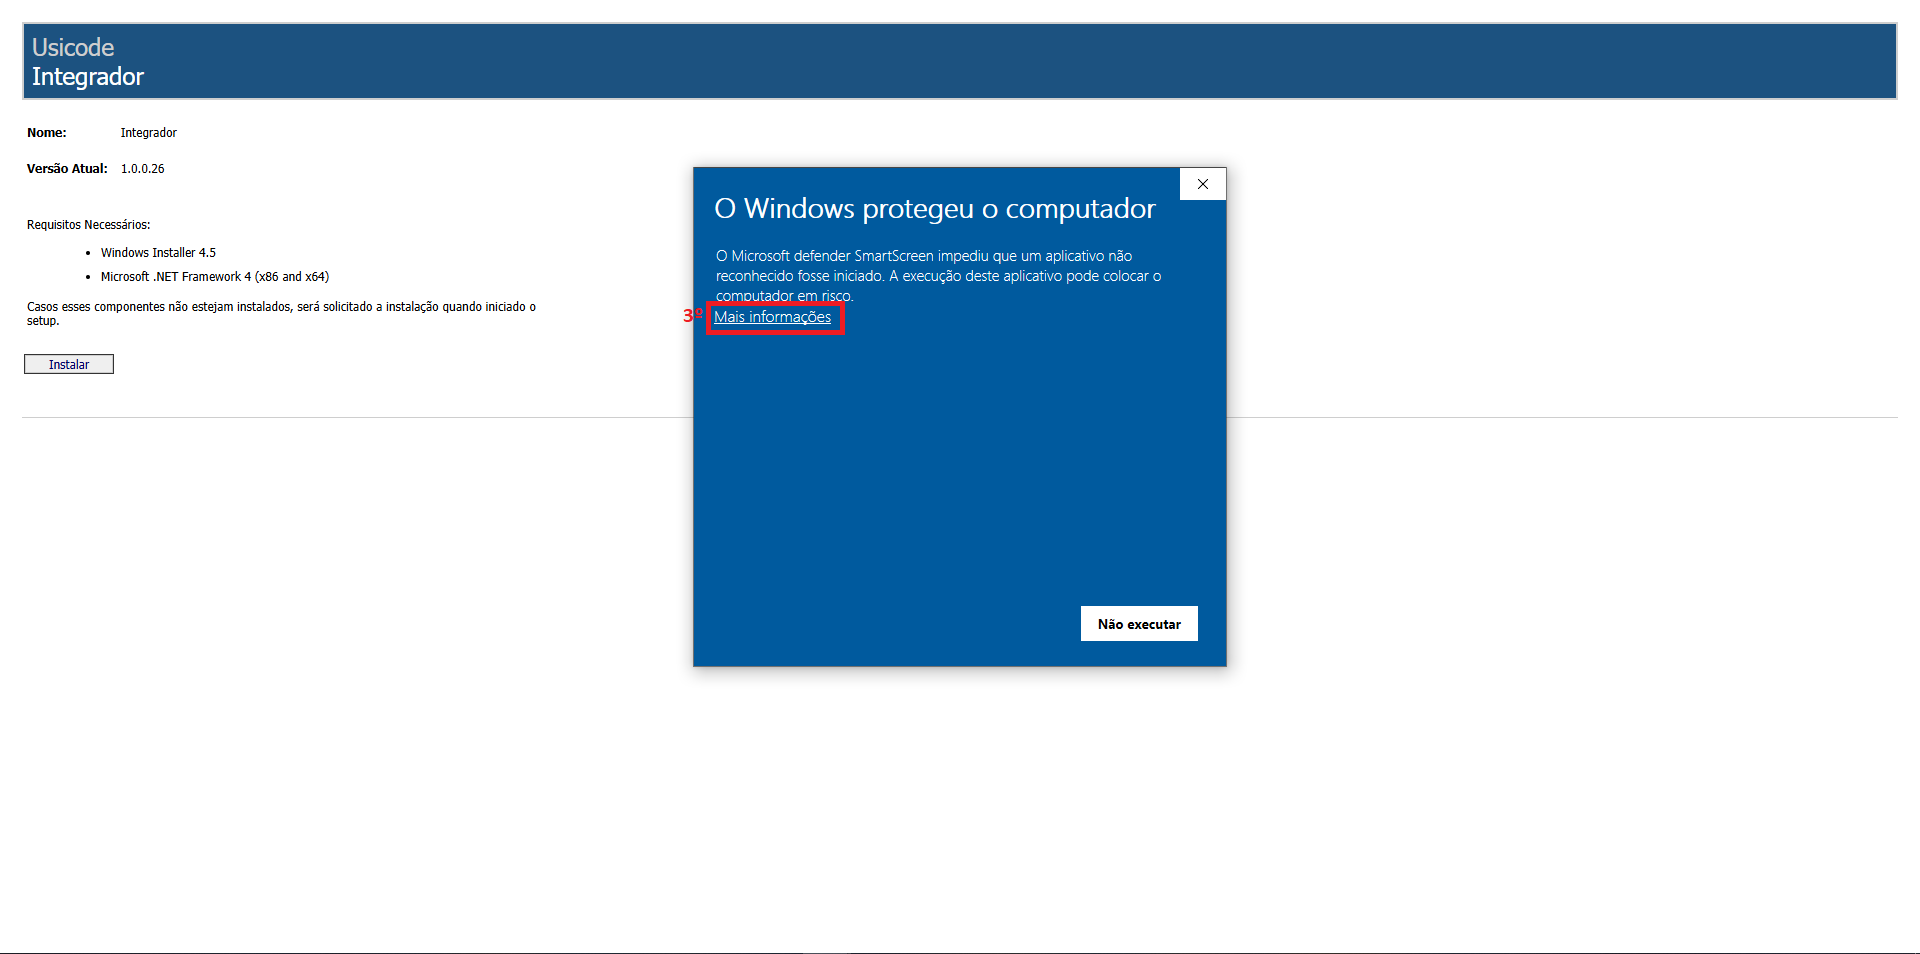 Usicode
Integrador
Nome: Integrador
Versão Atual: 1.0.0.26
Requisitos Necessários:
• Windows Installer 4.5
• Microsoft .NET Framework 4 (x86 and x64)
Casos esses componentes não estejam instalados, será solicitado a instalação quando iniciado o
setup.
Instalar
O Windows protegeu o computador
O Microsoft defender SmartScreen impediu que um aplicativo não
reconhecido fosse iniciado. A execução deste aplicativo pode colocar o
computador em risco.
3º Mais informações
Não executar